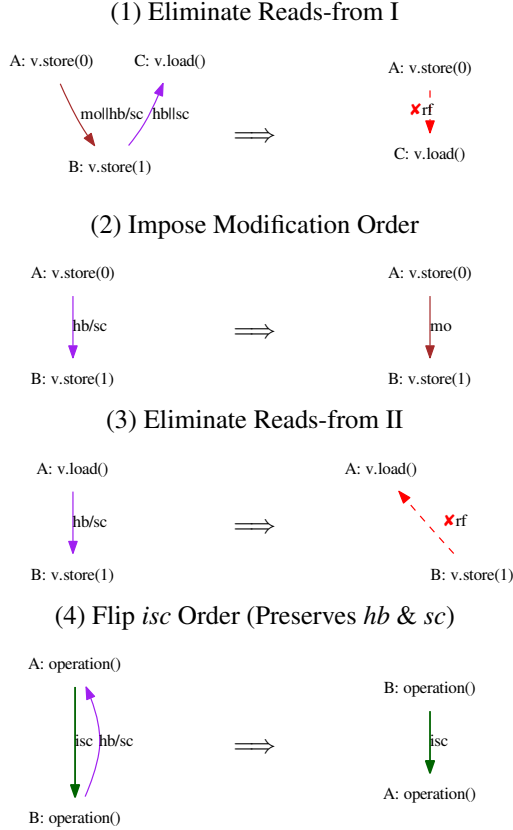 (1) Eliminate Reads-from I
A: v.store(0) C: v.load() A: v.store(0)
mo||hb/sc hb||sc ⟹ ✘rf
B: v.store(1) C: v.load()
(2) Impose Modification Order
A: v.store(0) A: v.store(0)
hb/sc ⟹ mo
B: v.store(1) B: v.store(1)
(3) Eliminate Reads-from II
A: v.load() A: v.load()
hb/sc ⟹ ✘rf
B: v.store(1) B: v.store(1)
(4) Flip isc Order (Preserves hb & sc)
A: operation() B: operation()
isc hb/sc ⟹ isc
B: operation() A: operation()